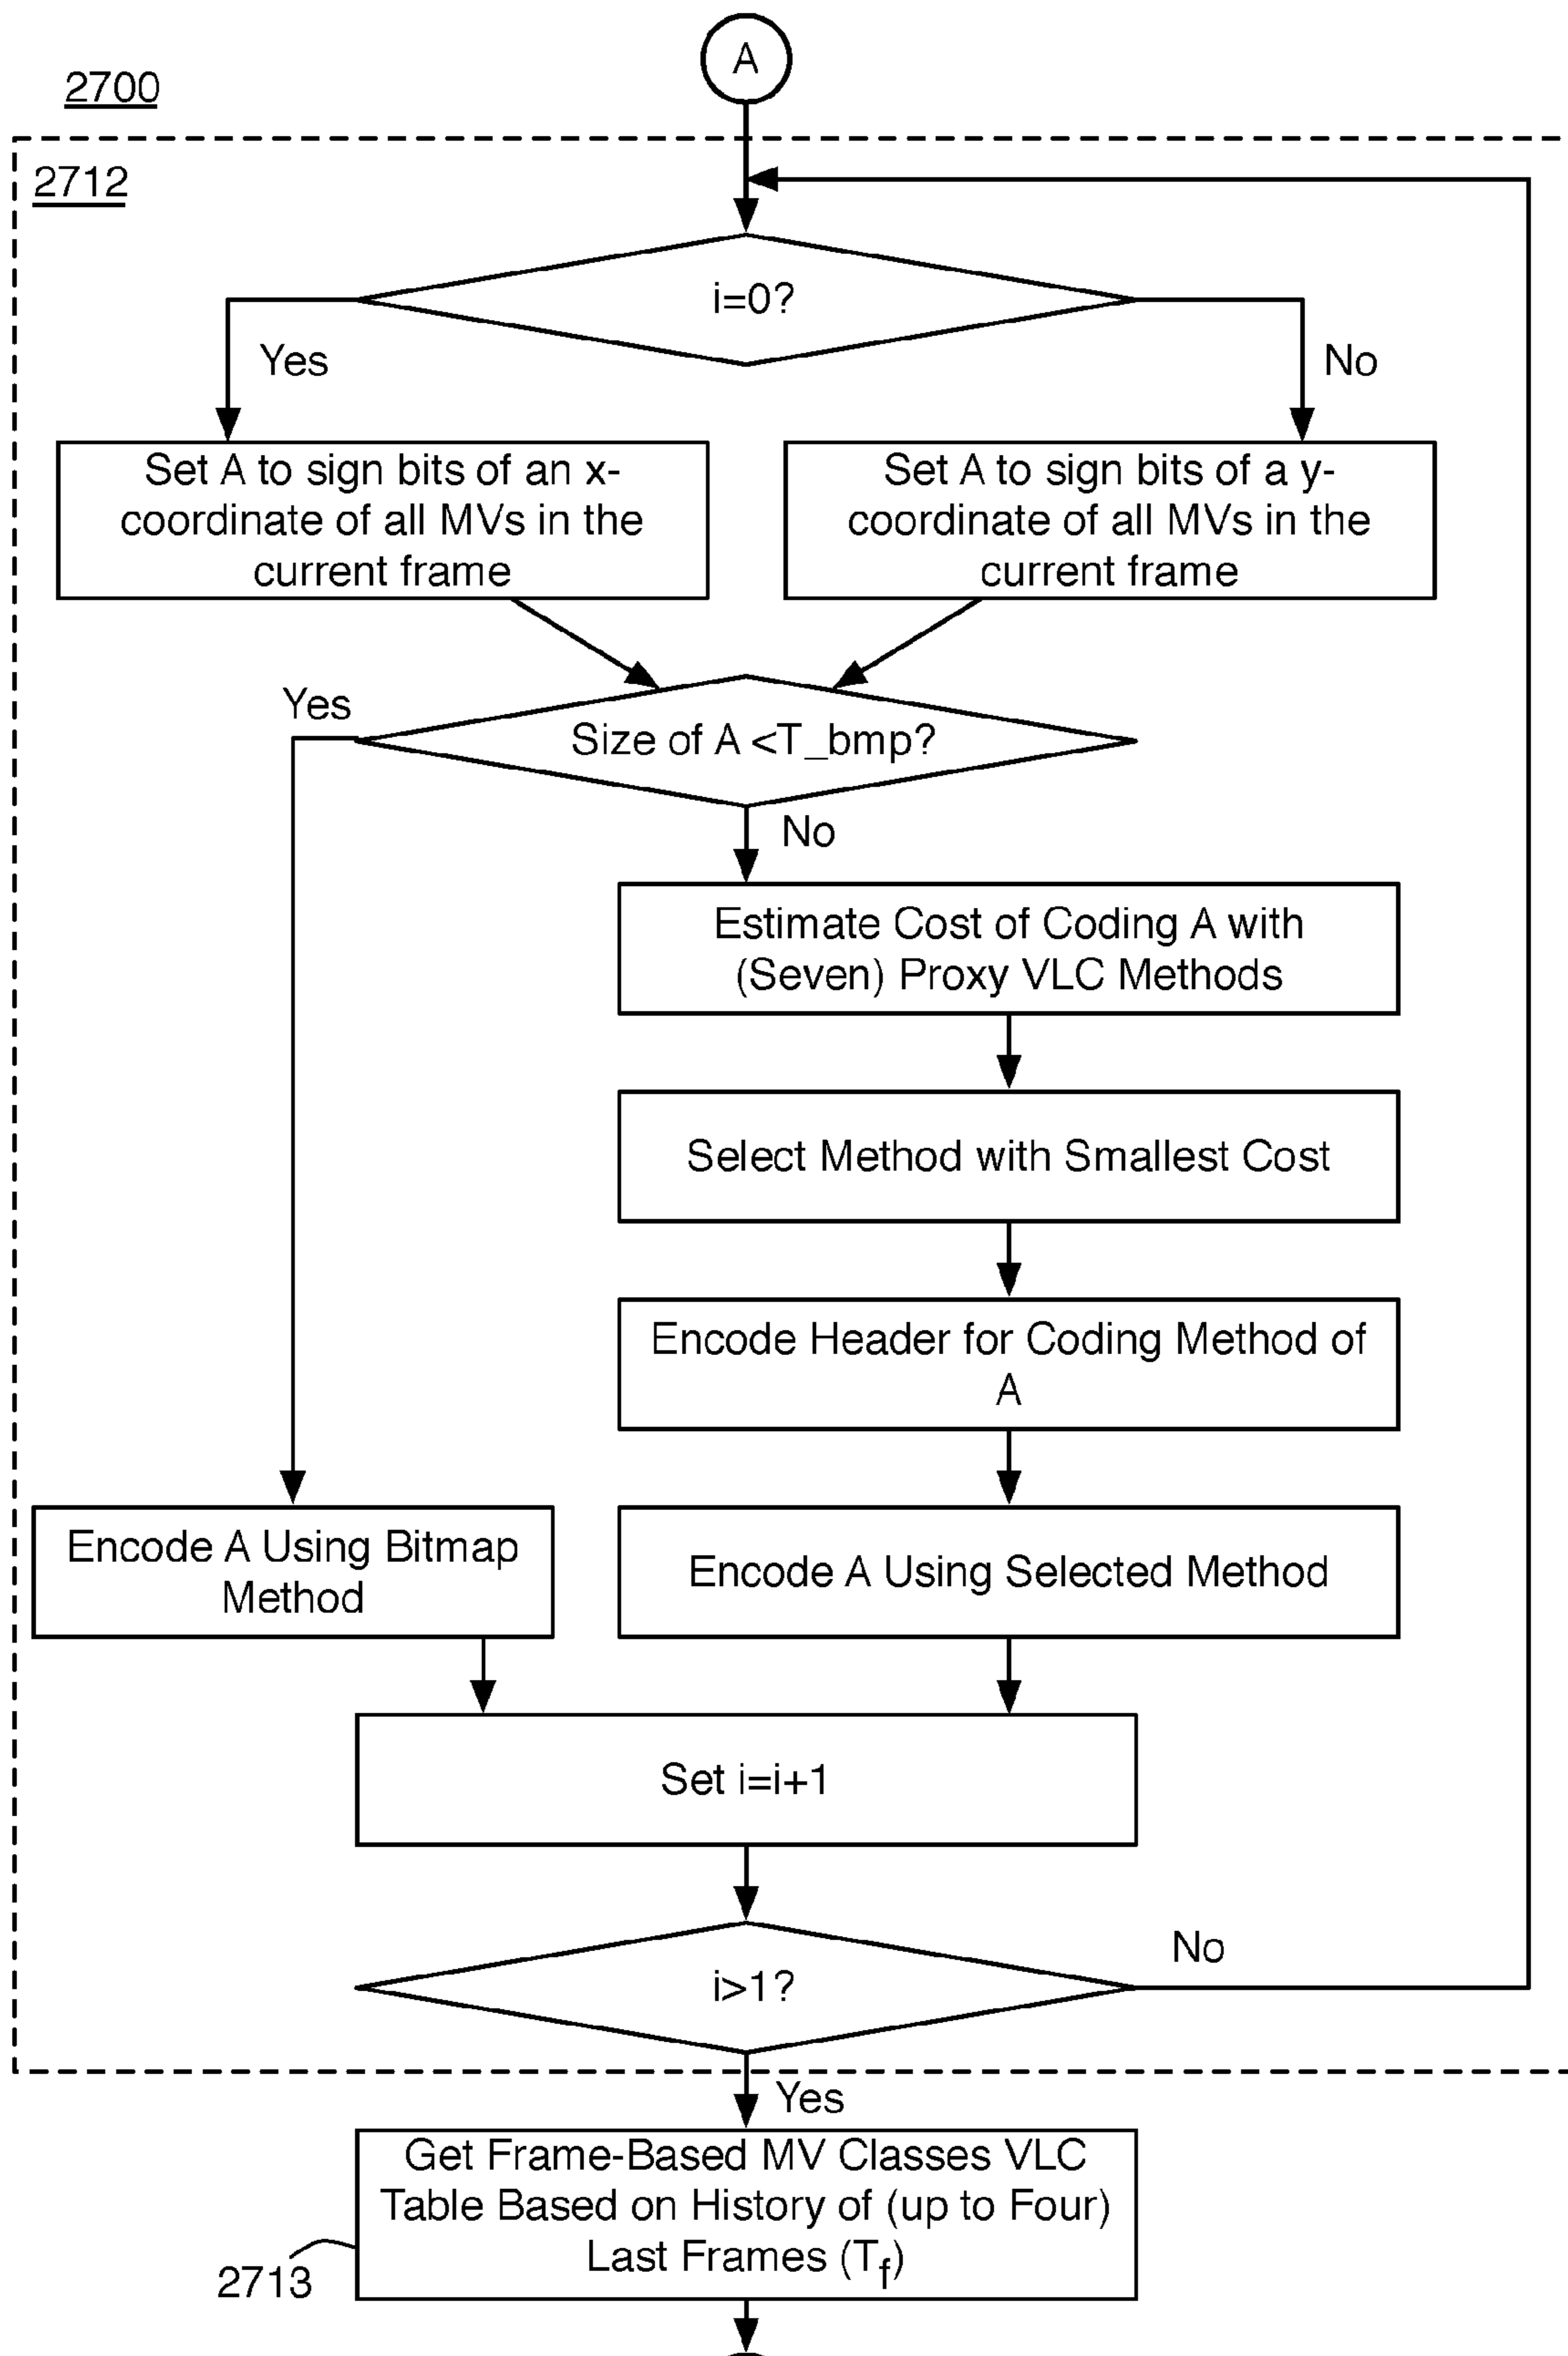 A
2700
2712
i=0?
Yes
No
Set A to sign bits of an x-
coordinate of all MVs in the
current frame
Set A to sign bits of a y-
coordinate of all MVs in the
current frame
Yes
Size of A <T_bmp?
No
Estimate Cost of Coding A with
(Seven) Proxy VLC Methods
Select Method with Smallest Cost
Encode Header for Coding Method of
A
Encode A Using Bitmap
Method
Encode A Using Selected Method
Set i=i+1
i>1?
No
Yes
Get Frame-Based MV Classes VLC
Table Based on History of (up to Four)
Last Frames (Tf)
2713